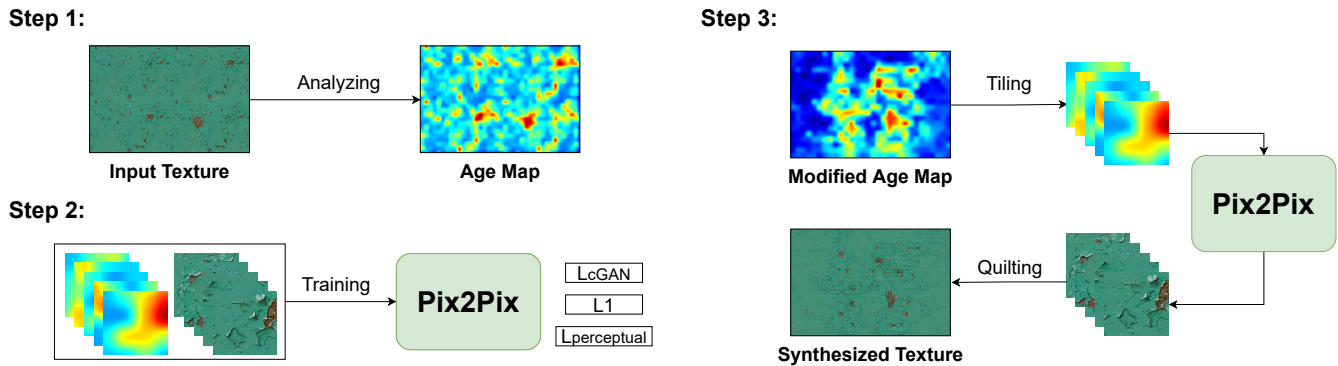 Step 1:
Analyzing
Input Texture
Age Map
Step 2:
Training
Pix2Pix
LcGAN
L1
Lperceptual
Step 3:
Tiling
Modified Age Map
Pix2Pix
Quilting
Synthesized Texture